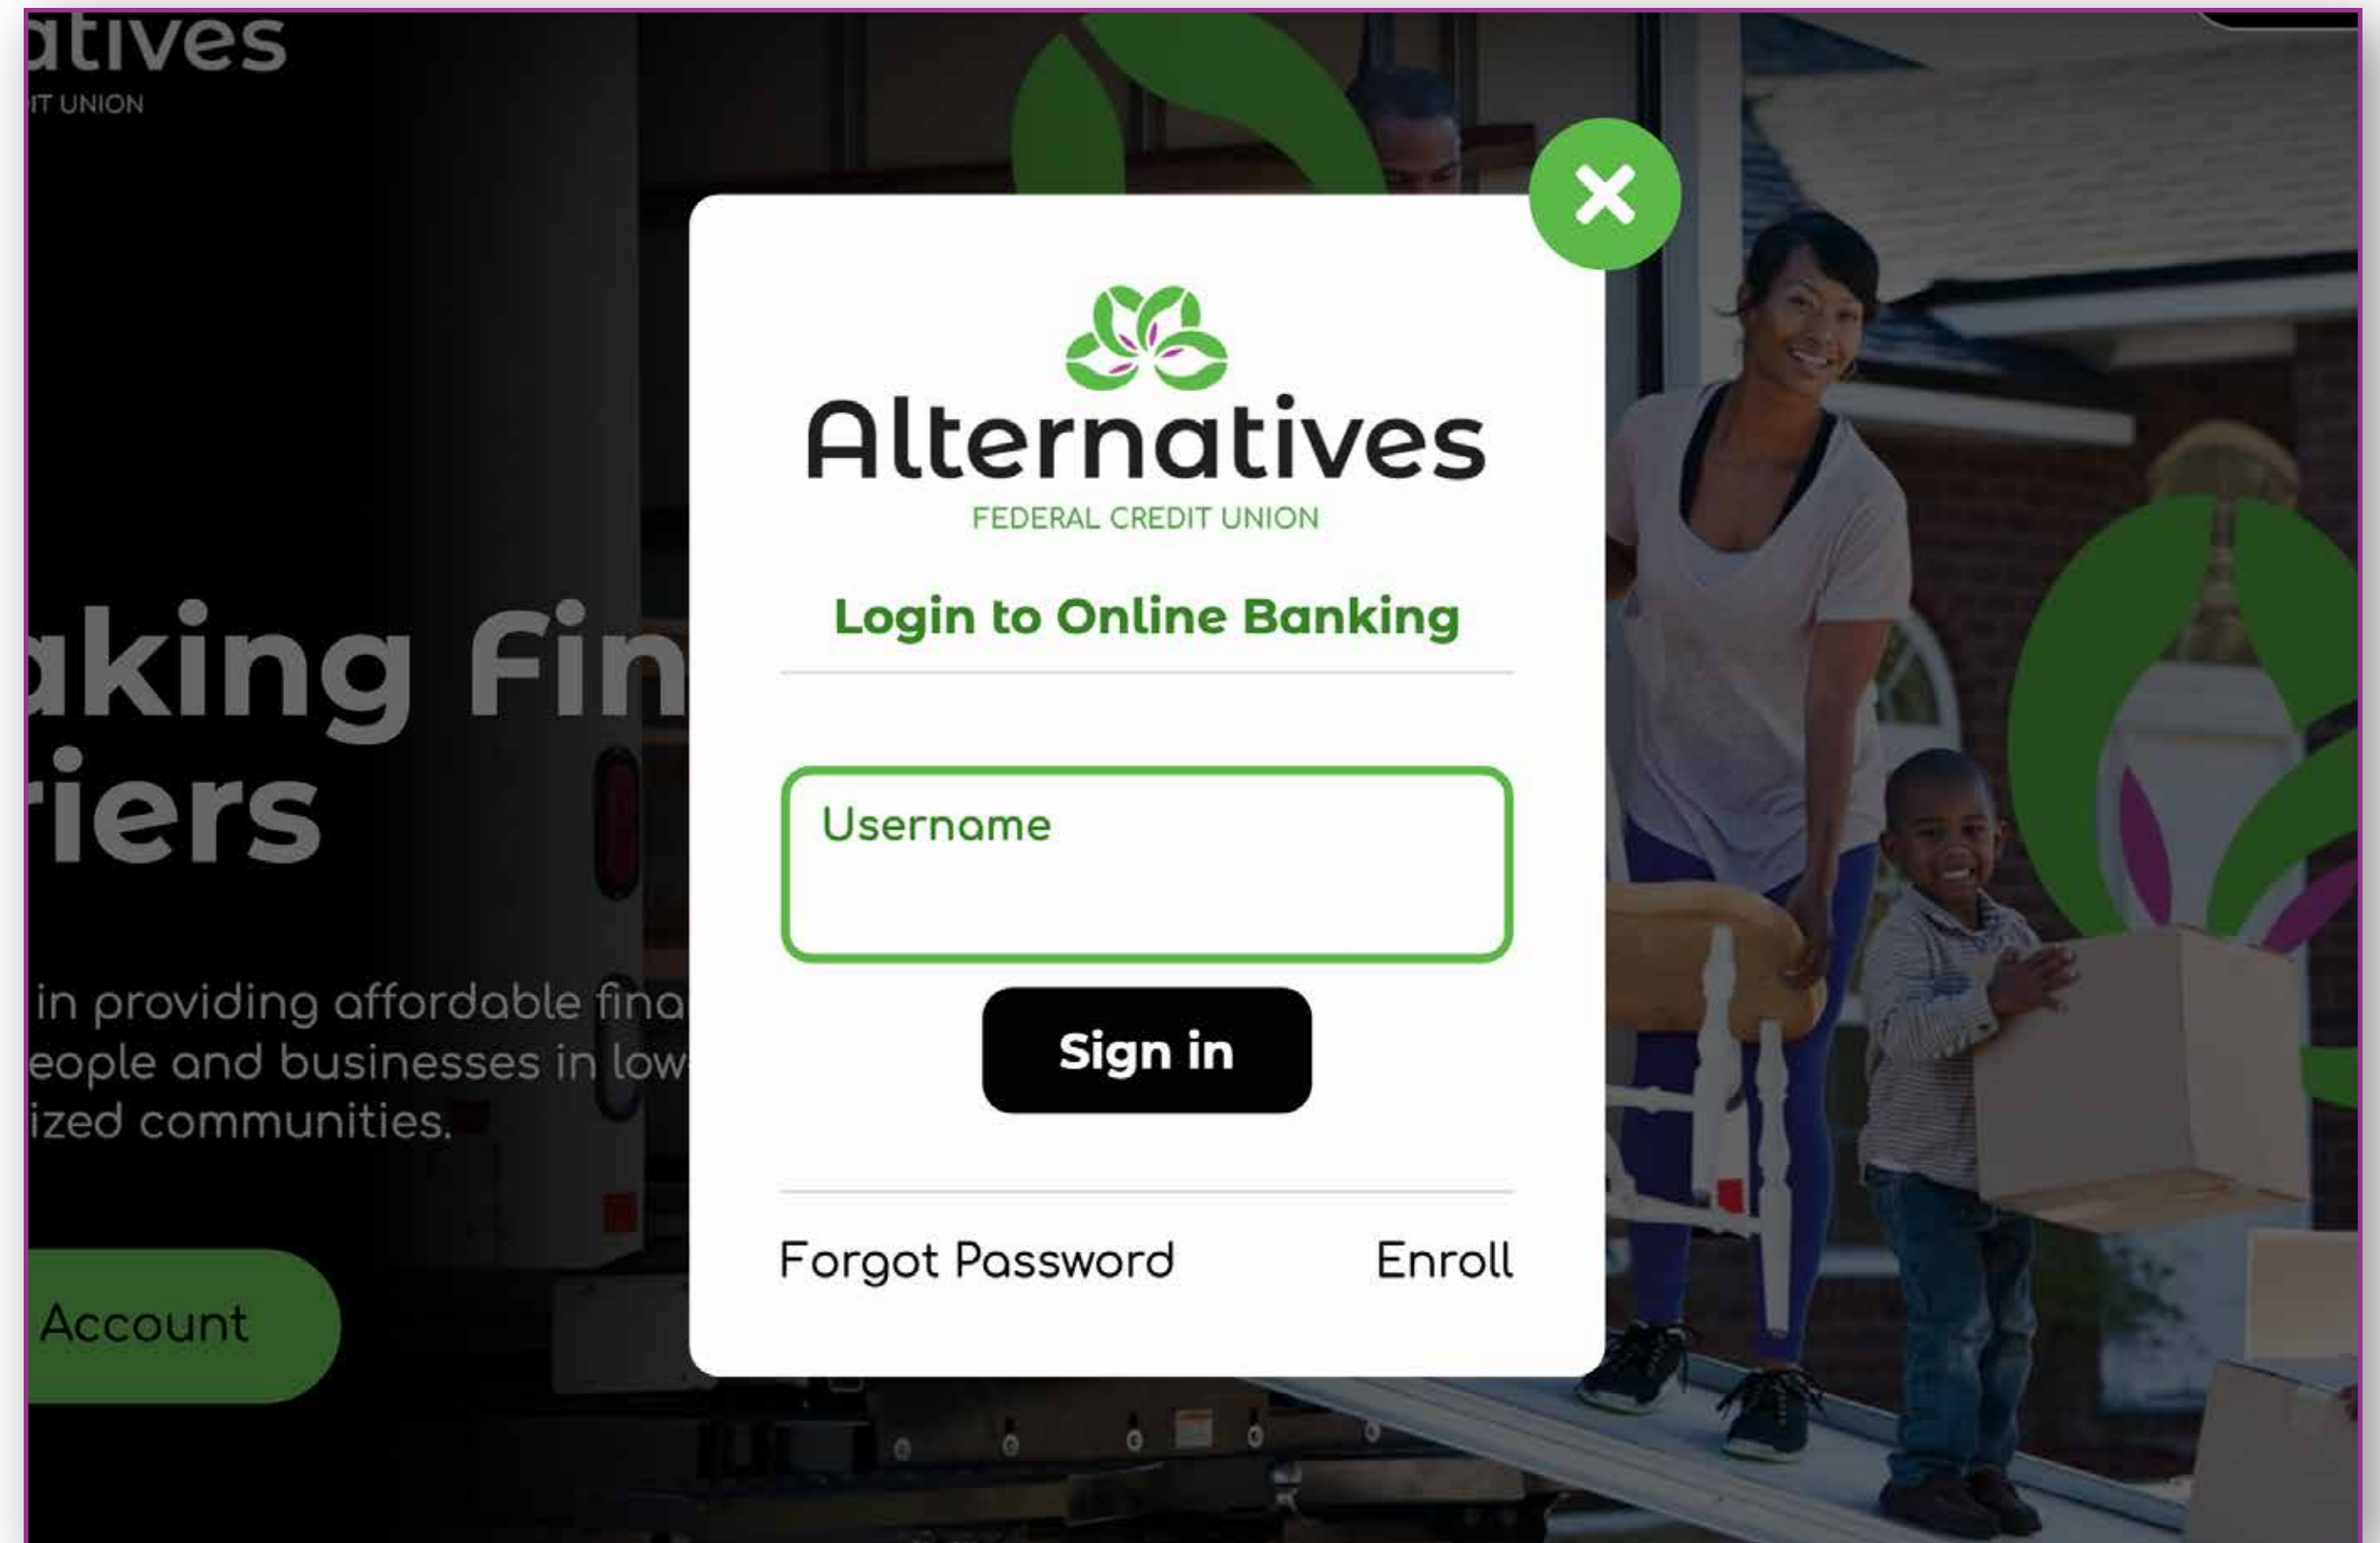 atives
IT UNION
Alternatives
FEDERAL CREDIT UNION
Login to Online Banking
Username
Sign in
Forgot Password
Enroll
aking Fin
riers
in providing affordable fina
eople and businesses in low
ized communities.
Account